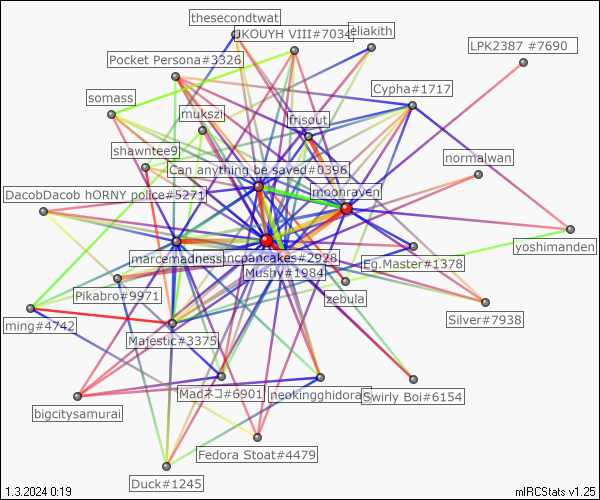 thesecondtwat
JKOUYH VIII#7034
eliakith
LPK2387 #7690
Pocket Persona#3326
Cypha#1717
somass
mukszi
frisout
shawntee9
normalwan
Can anything be saved#0396
moonraven
DacobDacob hORNY police#5271
yoshimanden
marcemadness
incpancakes#2928
Eg.Master#1378
Mushy#1984
Pikabro#9971
zebula
ming#4742
Silver#7938
Majestic#3375
Madネコ#6901
neokingghidora
Swirly Boi#6154
bigcitysamurai
Fedora Stoat#4479
Duck#1245
1.3.2024 0:19
mIRCStats v1.25